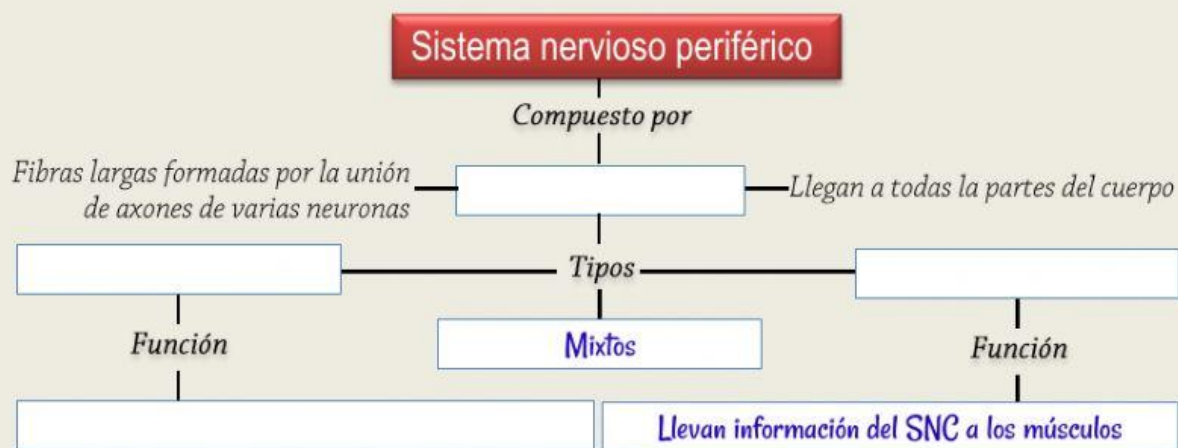 Sistema nervioso periférico
Compuesto por
Fibras largas formadas por la unión
de axones de varias neuronas
Llegan a todas la partes del cuerpo
Tipos
Mixtos
Función
Función
Llevan información del SNC a los músculos